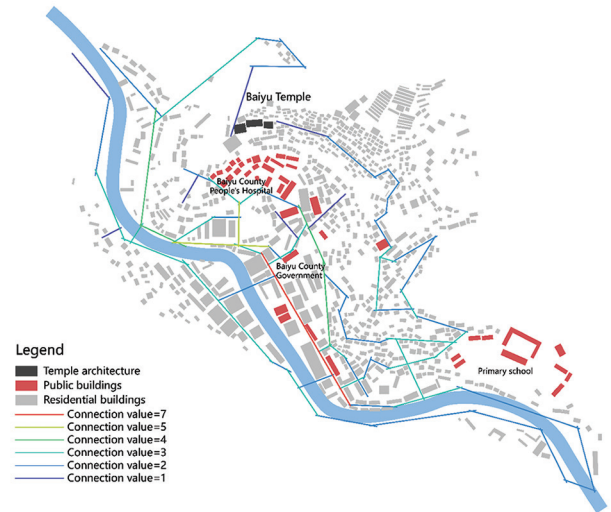 Baiyu Temple
Baiyu County
People's Hospital
Baiyu County
Government
Primary school
Legend
Temple architecture
Public buildings
Residential buildings
Connection value=7
Connection value=5
Connection value=4
Connection value=3
Connection value=2
Connection value=1